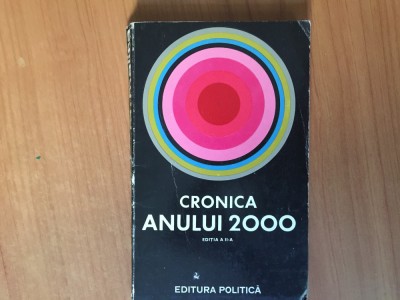 CRONICA
ANULUI 2000
EDIȚIA A II-A
EDITURA POLITICĂ